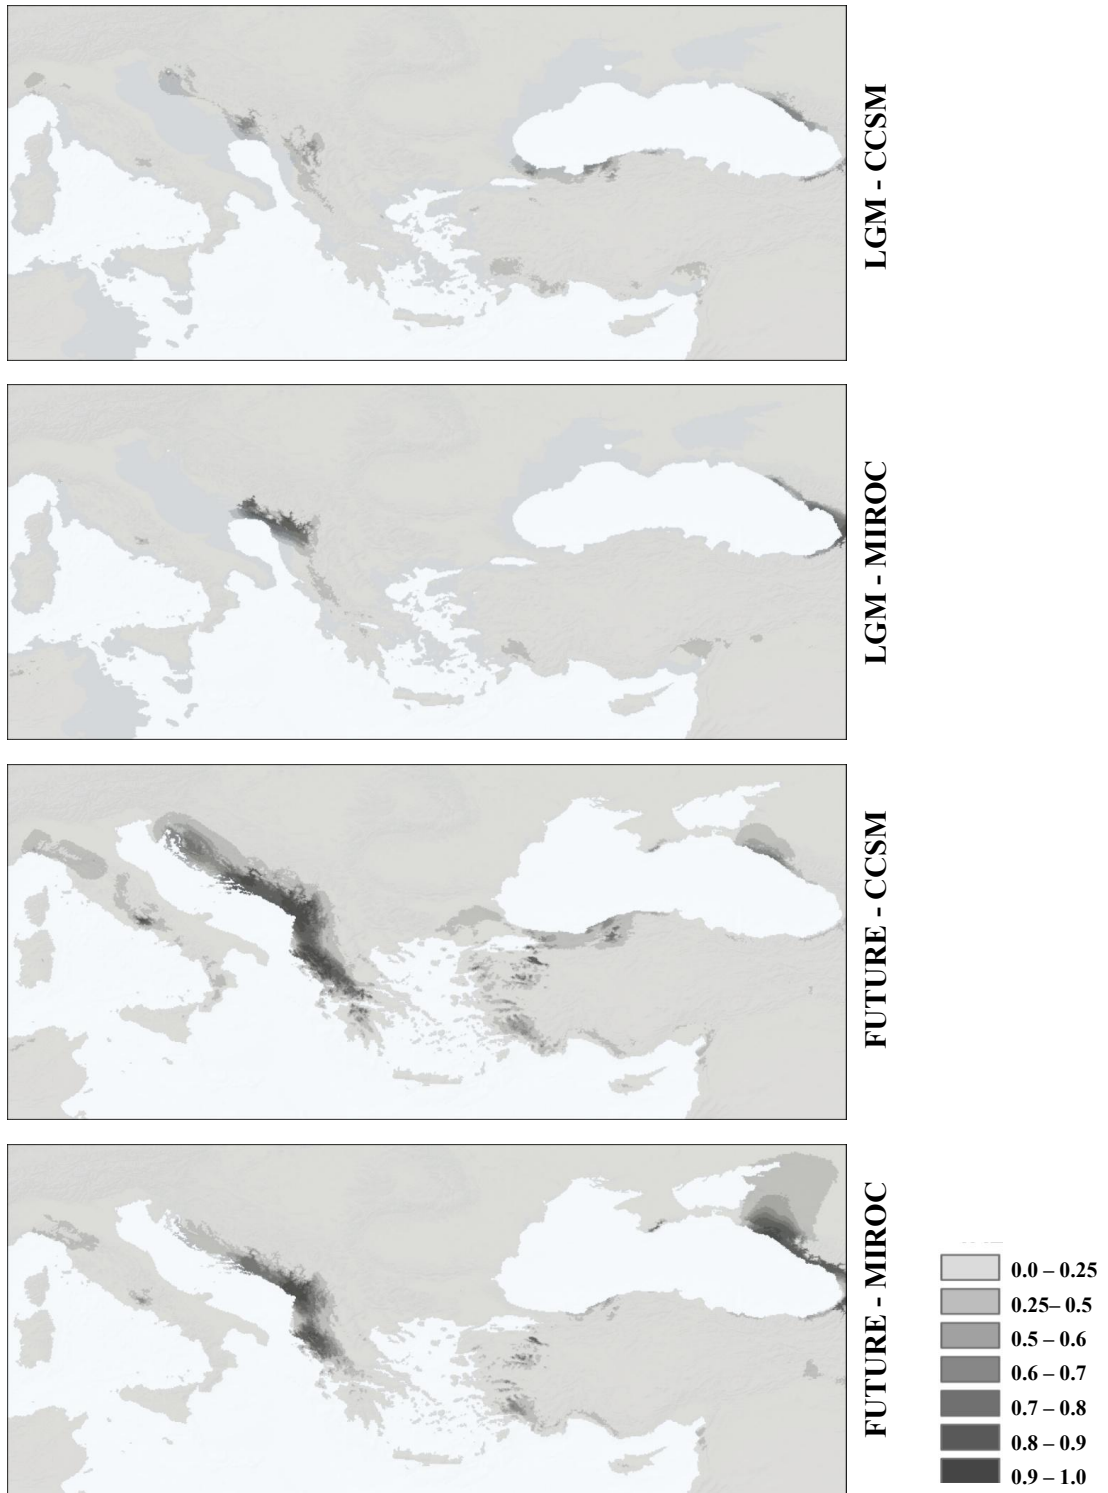 LGM - CCSM
LGM - MIROC
FUTURE - CCSM
FUTURE - MIROC
0.0 – 0.25
0.25– 0.5
0.5 – 0.6
0.6 – 0.7
0.7 – 0.8
0.8 – 0.9
0.9 – 1.0